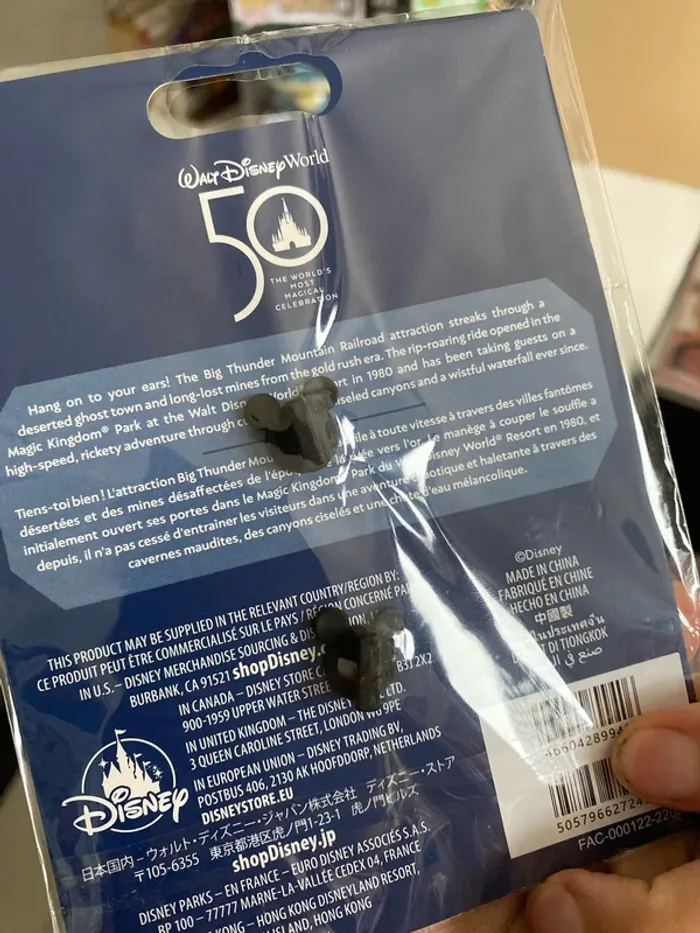 WALT DISNEY World
50
THE WORLD'S
MOST
MAGICAL
CELEBRATION
Hang on to your ears! The Big Thunder Mountain Railroad attraction streaks through a
deserted ghost town and long-lost mines from the gold rush era. The rip-roaring ride opened in the
Magic Kingdom® Park at the Walt in 1980 and has been taking guests on a
high-speed, rickety adventure through canyons and a wistful waterfall ever since.
Tiens-toi bien ! L'attraction Big Thunder à toute vitesse à travers des villes fantômes
désertées et des mines désaffectées de vers l'or. manège à couper le souffle a
initialement ouvert ses portes dans le Magic Kingdom Park du World® Resort en 1980, et
depuis, il n'a pas cessé d'entraîner les visiteurs dans une aventure et haletante à travers des
cavernes maudites, des canyons ciselés et une d'eau mélancolique.
THIS PRODUCT MAY BE SUPPLIED IN THE RELEVANT COUNTRY/REGION BY:
CE PRODUIT PEUT ÊTRE COMMERCIALISÉ SUR LE PAYS / RÉGION CONCERNÉ PAR
IN U.S. – DISNEY MERCHANDISE SOURCING &
BURBANK, CA 91521 shopDisney.
IN CANADA – DISNEY STORE
900-1959 UPPER WATER B3J 2X2
IN UNITED KINGDOM – THE LTD.
3 QUEEN CAROLINE STREET, LONDON W6 9PE
IN EUROPEAN UNION – DISNEY TRADING BV,
POSTBUS 406, 2130 AK HOOFDDORP, NETHERLANDS
DISNEYSTORE.EU
DISNEY
日本国内 – ウォルト・ディズニー・ジャパン株式会社 ディズニー・ストア
〒105-6355 東京都港区虎ノ門1-23-1 虎ノ門ヒルズ
shopDisney.jp
DISNEY PARKS – EN FRANCE – EURO DISNEY ASSOCIÉS S.A.S.
BP 100 – 77777 MARNE-LA-VALLÉE CEDEX 04, FRANCE
KONG – HONG KONG DISNEYLAND RESORT,
ISLAND, HONG KONG
©Disney
MADE IN CHINA
FABRIQUÉ EN CHINE
HECHO EN CHINA
中國製
DI TIONGKOK
صنع في